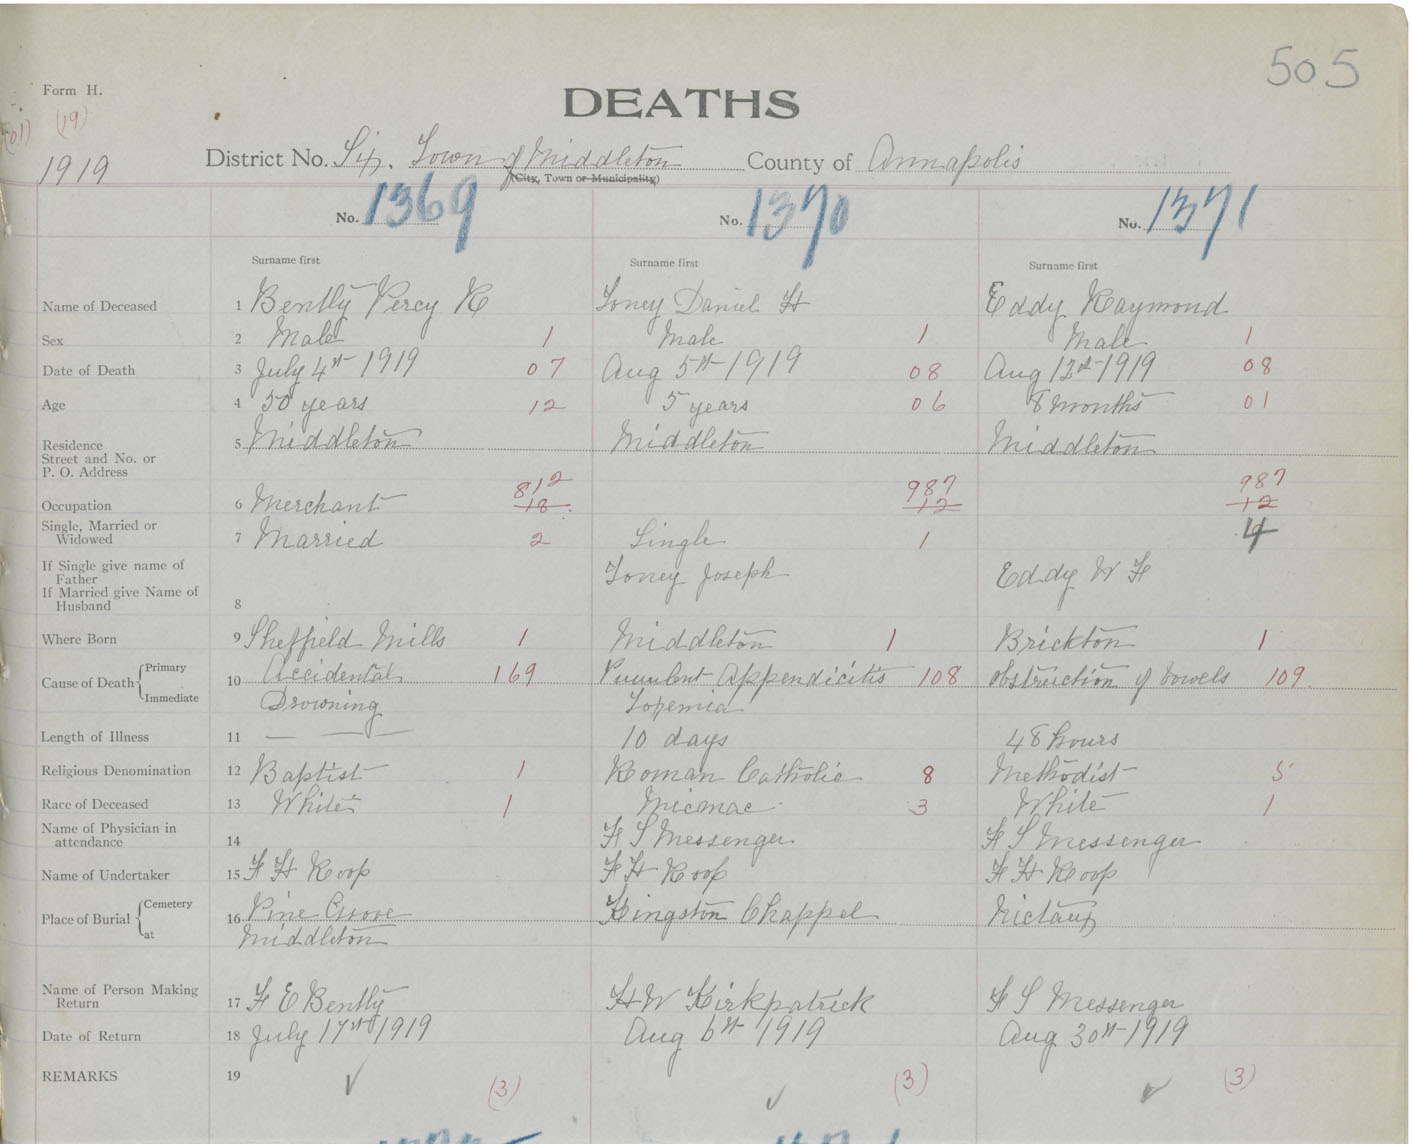 505
Form H.
DEATHS
(01) (19)
1919 District No. Six, Town of Middleton County of Annapolis
(City, Town or Municipality)
No. 1369 No. 1370 No. 1371
Surname first Surname first Surname first
Name of Deceased 1 Bently Percy R Toney Daniel H Eddy Raymond
Sex 2 Male 1 Male 1 Male 1
Date of Death 3 July 4th 1919 07 Aug 5th 1919 08 Aug 12th 1919 08
Age 4 50 years 12 5 years 06 8 months 01
Residence
Street and No. or
P. O. Address 5 Middleton Middleton Middleton
812 987 987
Occupation 6 Merchant 18 12 12
Single, Married or
Widowed 7 Married 2 Single 1 4
If Single give name of
Father Toney Joseph Eddy W F
If Married give Name of
Husband 8
Where Born 9 Sheffield Mills 1 Middleton 1 Brickton 1
Cause of Death Primary 10 Accidental 169 Purulent Appendicitis 108 obstruction of bowels 109
Immediate Drowning Toxemia
Length of Illness 11 — — 10 days 48 hours
Religious Denomination 12 Baptist 1 Roman Catholic 8 Methodist 5
Race of Deceased 13 White 1 Micmac 3 White 1
Name of Physician in
attendance 14 F S Messenger F S Messenger
Name of Undertaker 15 F H Roop F H Roop F H Roop
Place of Burial Cemetery 16 Pine Grove Kingston Chappel Nictaux
at Middleton
Name of Person Making
Return 17 F E Bently H W Kirkpatrick F S Messenger
Date of Return 18 July 17th 1919 Aug 6th 1919 Aug 30th 1919
REMARKS 19 ✓ (3) ✓ (3) ✓ (3)